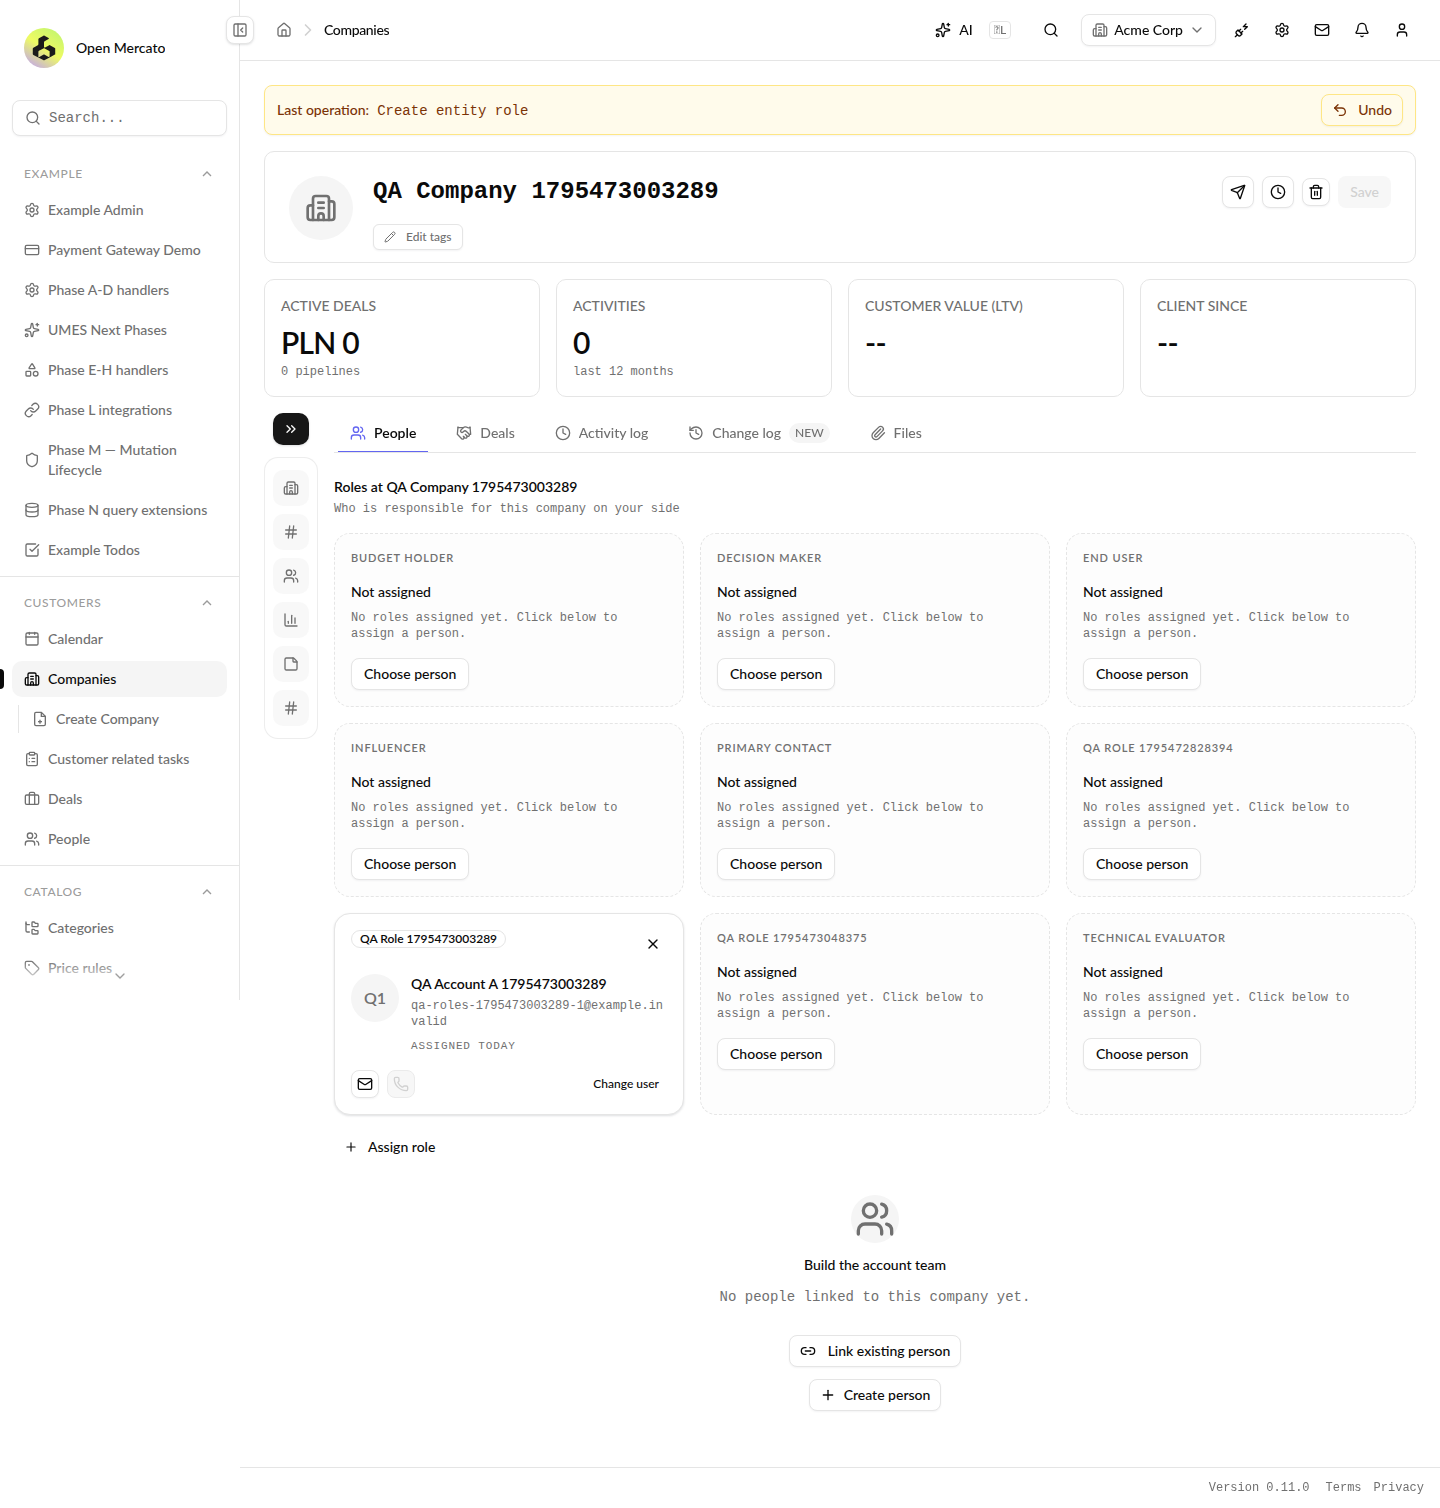 Open Mercato
Search...
EXAMPLE
Example Admin
Payment Gateway Demo
Phase A-D handlers
UMES Next Phases
Phase E-H handlers
Phase L integrations
Phase M — Mutation
Lifecycle
Phase N query extensions
Example Todos
CUSTOMERS
Calendar
Companies
Create Company
Customer related tasks
Deals
People
CATALOG
Categories
Price rules
Companies
AI
Acme Corp
Last operation: Create entity role
Undo
QA Company 1795473003289
Edit tags
Save
ACTIVE DEALS
PLN 0
0 pipelines
ACTIVITIES
0
last 12 months
CUSTOMER VALUE (LTV)
--
CLIENT SINCE
--
People
Deals
Activity log
Change log NEW
Files
Roles at QA Company 1795473003289
Who is responsible for this company on your side
BUDGET HOLDER
Not assigned
No roles assigned yet. Click below to
assign a person.
Choose person
DECISION MAKER
Not assigned
No roles assigned yet. Click below to
assign a person.
Choose person
END USER
Not assigned
No roles assigned yet. Click below to
assign a person.
Choose person
INFLUENCER
Not assigned
No roles assigned yet. Click below to
assign a person.
Choose person
PRIMARY CONTACT
Not assigned
No roles assigned yet. Click below to
assign a person.
Choose person
QA ROLE 1795472828394
Not assigned
No roles assigned yet. Click below to
assign a person.
Choose person
QA Role 1795473003289
Q1
QA Account A 1795473003289
qa-roles-1795473003289-1@example.in
valid
ASSIGNED TODAY
Change user
QA ROLE 1795473048375
Not assigned
No roles assigned yet. Click below to
assign a person.
Choose person
TECHNICAL EVALUATOR
Not assigned
No roles assigned yet. Click below to
assign a person.
Choose person
Assign role
Build the account team
No people linked to this company yet.
Link existing person
Create person
Version 0.11.0 Terms Privacy